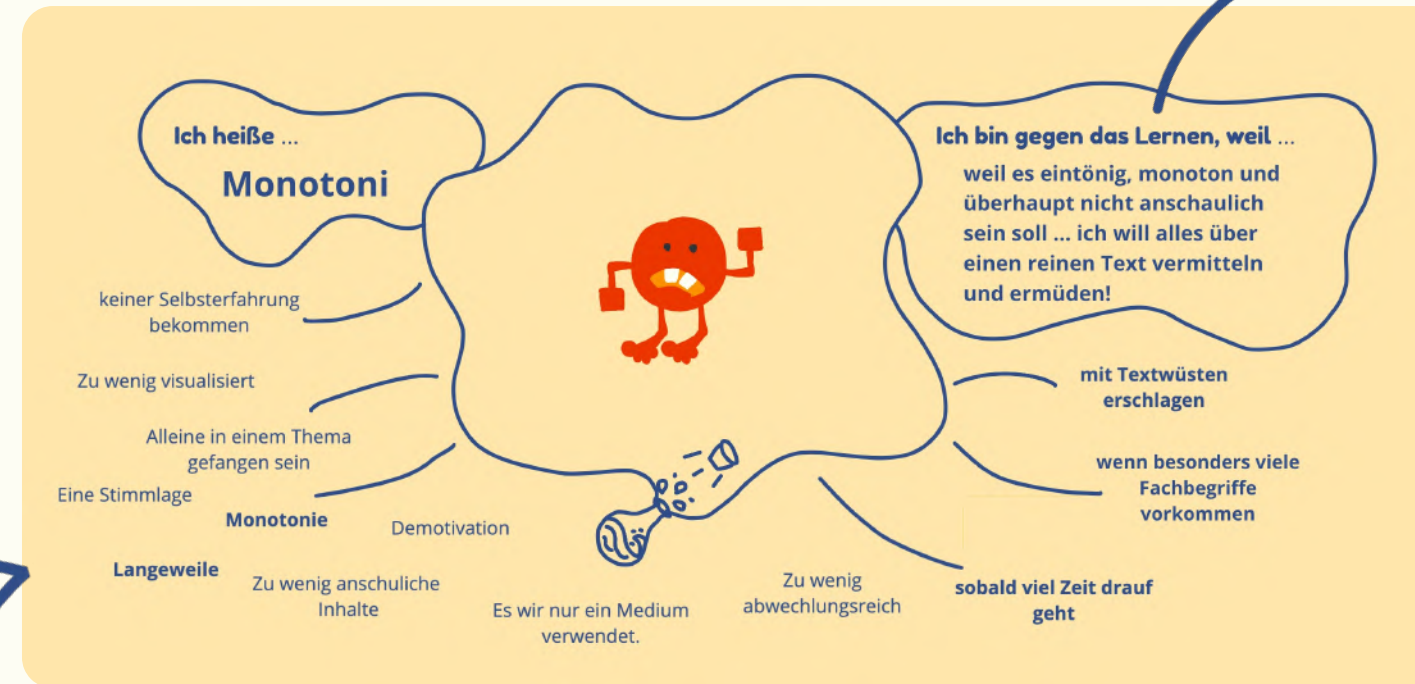 Ich heiße ...
Monotoni
Ich bin gegen das Lernen, weil ...
weil es eintönig, monoton und
überhaupt nicht anschaulich
sein soll ... ich will alles über
einen reinen Text vermitteln
und ermüden!
keiner Selbsterfahrung
bekommen
Zu wenig visualisiert
Alleine in einem Thema
gefangen sein
Eine Stimmlage
Monotonie
Demotivation
Langeweile
Zu wenig anschuliche
Inhalte
Es wir nur ein Medium
verwendet.
Zu wenig
abwechlungsreich
mit Textwüsten
erschlagen
wenn besonders viele
Fachbegriffe
vorkommen
sobald viel Zeit drauf
geht